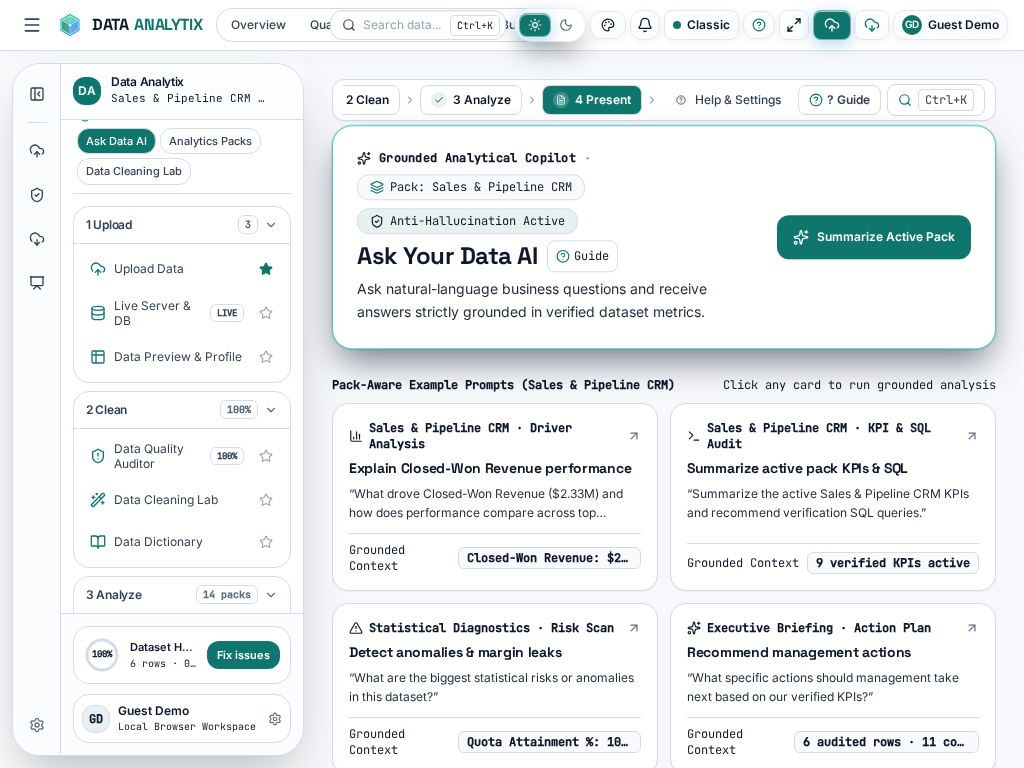 DATA ANALYTIX
Overview
Search data...
Ctrl+K
Classic
GD
Guest Demo
DA
Data Analytix
Sales & Pipeline CRM …
Ask Data AI
Analytics Packs
Data Cleaning Lab
1 Upload
3
Upload Data
Live Server &
DB
LIVE
Data Preview & Profile
2 Clean
100%
Data Quality
Auditor
100%
Data Cleaning Lab
Data Dictionary
3 Analyze
14 packs
100%
Dataset H…
6 rows · 0…
Fix issues
GD
Guest Demo
Local Browser Workspace
2 Clean
3 Analyze
4 Present
Help & Settings
? Guide
Ctrl+K
Grounded Analytical Copilot ·
Pack: Sales & Pipeline CRM
Anti-Hallucination Active
Ask Your Data AI
Guide
Ask natural-language business questions and receive
answers strictly grounded in verified dataset metrics.
Summarize Active Pack
Pack-Aware Example Prompts (Sales & Pipeline CRM)
Click any card to run grounded analysis
Sales & Pipeline CRM · Driver
Analysis
Explain Closed-Won Revenue performance
“What drove Closed-Won Revenue ($2.33M) and
how does performance compare across top…
Grounded
Context
Closed-Won Revenue: $2…
Sales & Pipeline CRM · KPI & SQL
Audit
Summarize active pack KPIs & SQL
“Summarize the active Sales & Pipeline CRM KPIs
and recommend verification SQL queries.”
Grounded Context
9 verified KPIs active
Statistical Diagnostics · Risk Scan
Detect anomalies & margin leaks
“What are the biggest statistical risks or anomalies
in this dataset?”
Grounded
Context
Quota Attainment %: 10…
Executive Briefing · Action Plan
Recommend management actions
“What specific actions should management take
next based on our verified KPIs?”
Grounded
Context
6 audited rows · 11 co…